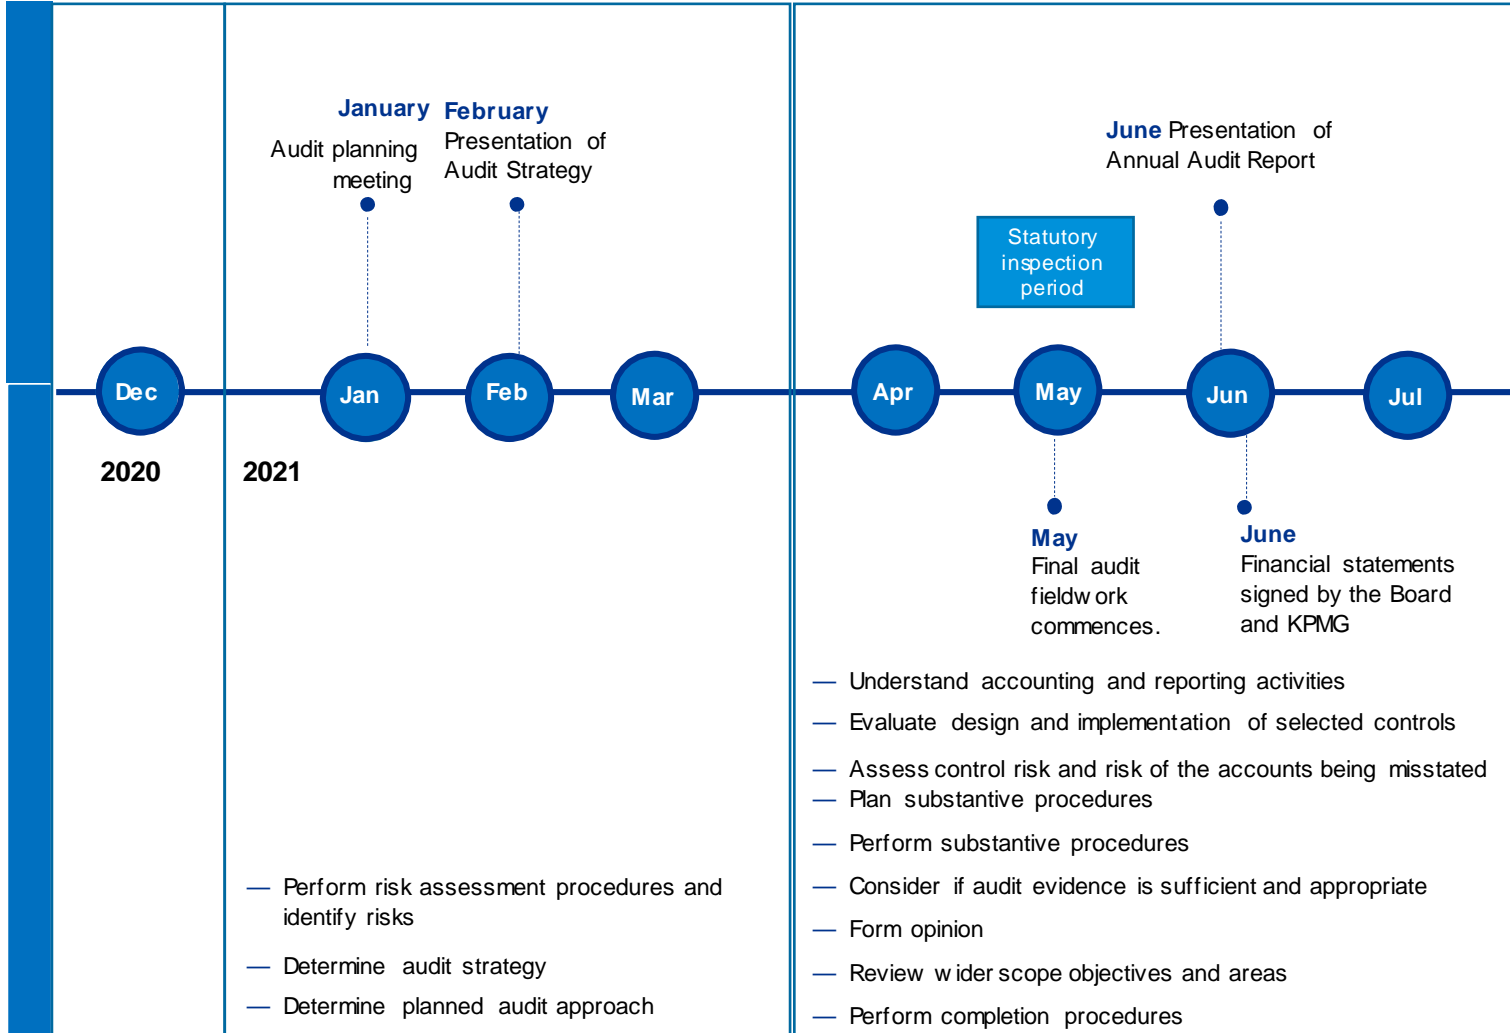 January
Audit planning
meeting
February
Presentation of
Audit Strategy
June Presentation of
Annual Audit Report
Statutory
inspection
period
Dec
Jan
Feb
Mar
Apr
May
Jun
Jul
2020
2021
May
Final audit
fieldwork
commences.
June
Financial statements
signed by the Board
and KPMG
— Perform risk assessment procedures and
identify risks
— Determine audit strategy
— Determine planned audit approach
— Understand accounting and reporting activities
— Evaluate design and implementation of selected controls
— Assess control risk and risk of the accounts being misstated
— Plan substantive procedures
— Perform substantive procedures
— Consider if audit evidence is sufficient and appropriate
— Form opinion
— Review wider scope objectives and areas
— Perform completion procedures